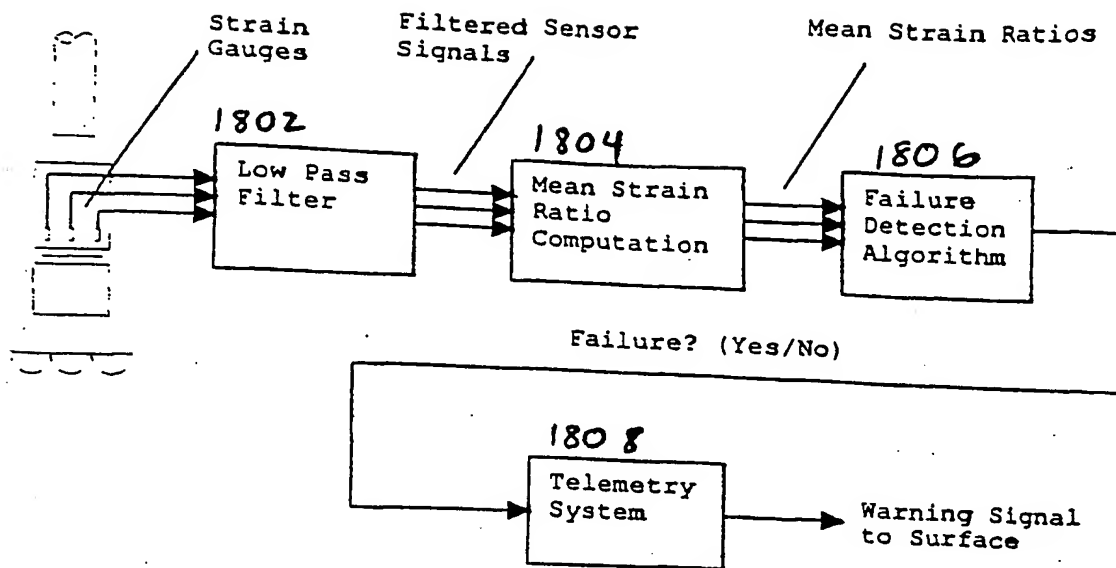 Strain
Gauges
Filtered Sensor
Signals
Mean Strain Ratios
1802
Low Pass
Filter
1804
Mean Strain
Ratio
Computation
1806
Failure
Detection
Algorithm
Failure? (Yes/No)
1808
Telemetry
System
Warning Signal
to Surface